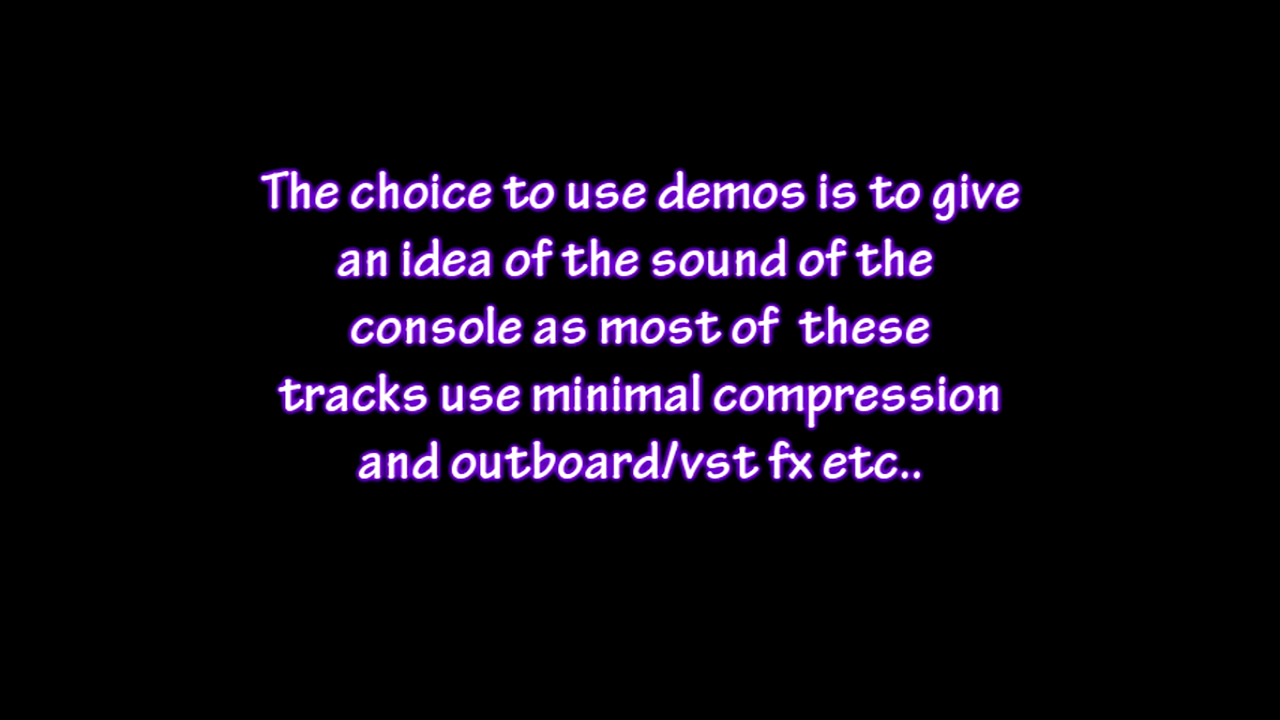 The choice to use demos is to give
an idea of the sound of the
console as most of  these
tracks use minimal compression
and outboard/vst fx etc..